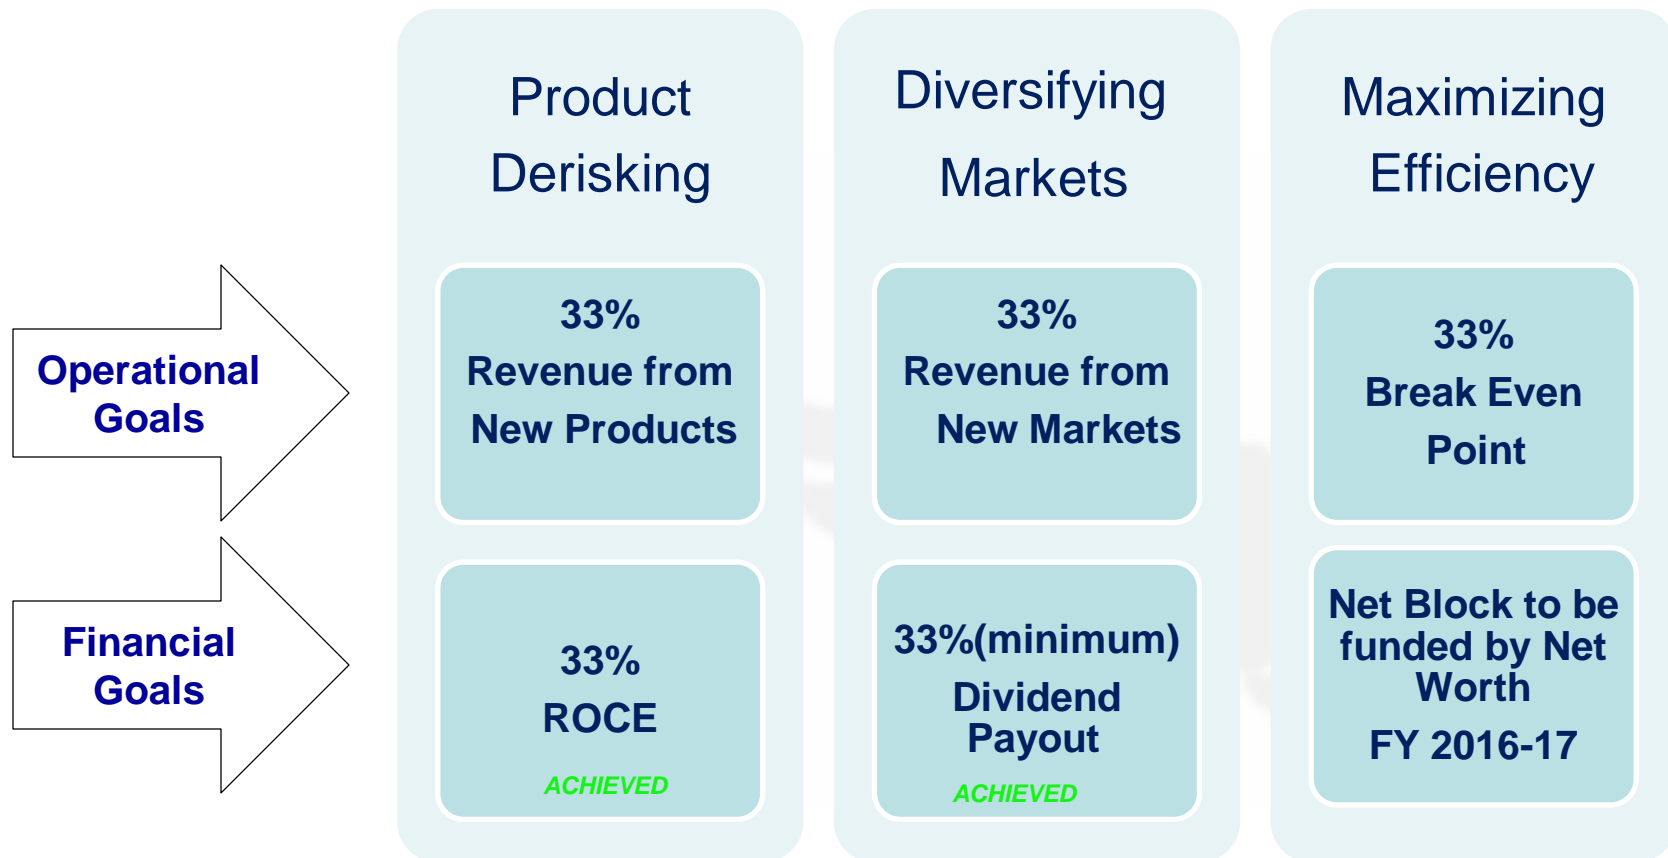 Product
Derisking
Diversifying
Markets
Maximizing
Efficiency
Operational
Goals
33%
Revenue from
New Products
33%
Revenue from
New Markets
33%
Break Even
Point
Financial
Goals
33%
ROCE
ACHIEVED
33%(minimum)
Dividend
Payout
ACHIEVED
Net Block to be
funded by Net
Worth
FY 2016-17